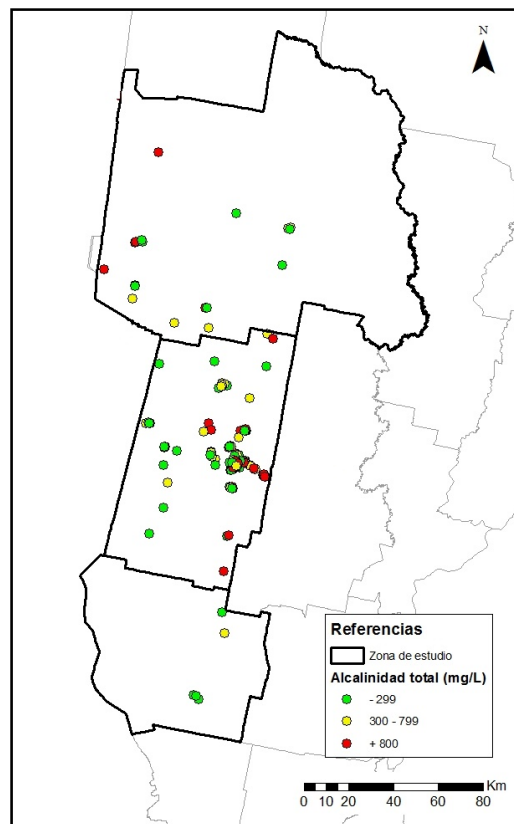 N
Referencias
Zona de estudio
Alcalinidad total (mg/L)
- 299
300 - 799
+ 800
Km
0 10 20 40 60 80